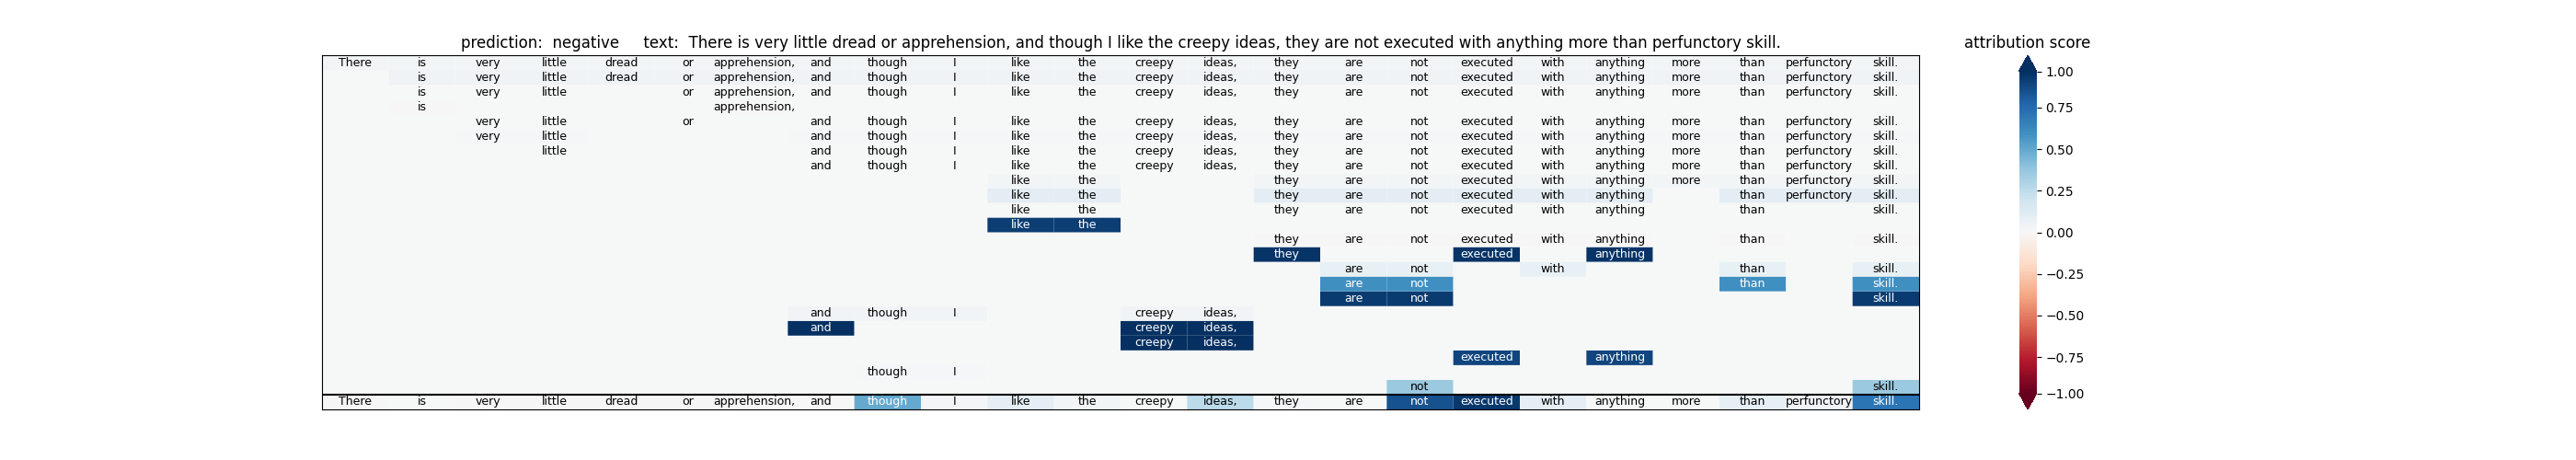 prediction:  negative     text:  There is very little dread or apprehension, and though I like the creepy ideas, they are not executed with anything more than perfunctory skill.
attribution score
There is very little dread or apprehension, and though I like the creepy ideas, they are not executed with anything more than perfunctory skill.
is very little dread or apprehension, and though I like the creepy ideas, they are not executed with anything more than perfunctory skill.
is very little or apprehension, and though I like the creepy ideas, they are not executed with anything more than perfunctory skill.
is apprehension,
very little or and though I like the creepy ideas, they are not executed with anything more than perfunctory skill.
very little and though I like the creepy ideas, they are not executed with anything more than perfunctory skill.
little and though I like the creepy ideas, they are not executed with anything more than perfunctory skill.
and though I like the creepy ideas, they are not executed with anything more than perfunctory skill.
like the they are not executed with anything more than perfunctory skill.
like the they are not executed with anything than perfunctory skill.
like the they are not executed with anything than skill.
like the
they are not executed with anything than skill.
they executed anything
are not with than skill.
are not than skill.
are not skill.
and though I creepy ideas,
and creepy ideas,
creepy ideas,
executed anything
though I
not skill.
There is very little dread or apprehension, and though I like the creepy ideas, they are not executed with anything more than perfunctory skill.
1.00
0.75
0.50
0.25
0.00
−0.25
−0.50
−0.75
−1.00